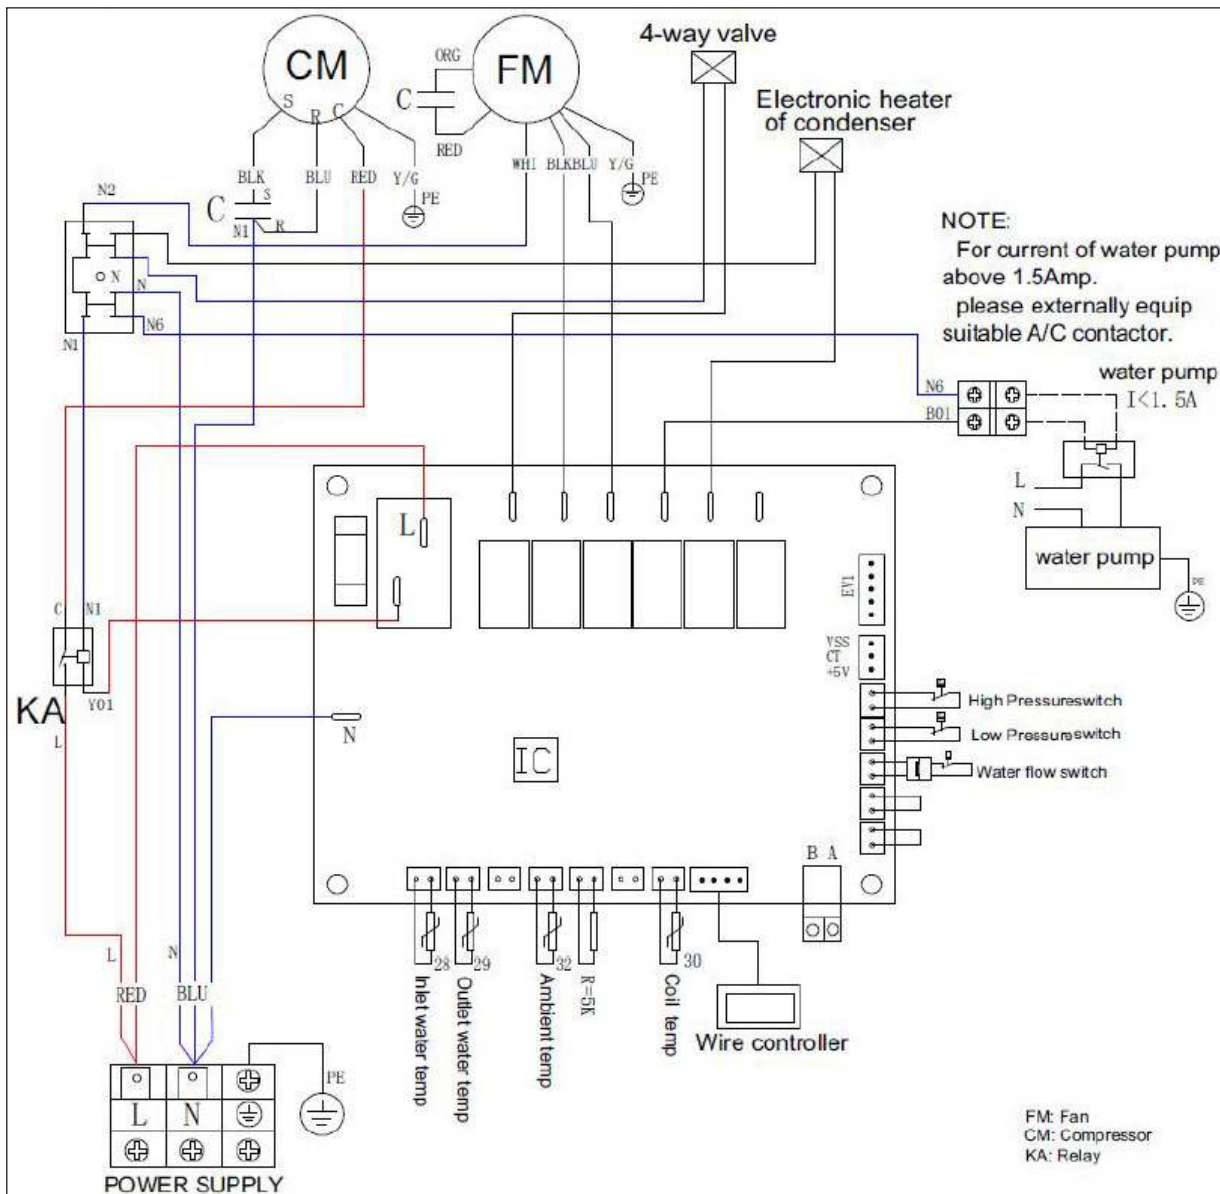 4-way valve
CM
FM
ORG
C
S
R
C
Electronic heater
of condenser
RED
WHI
BLK
BLU
Y/G
PE
BLK
BLU
RED
Y/G
PE
N2
S
C
N1
R
NOTE:
For current of water pump
above 1.5Amp.
please externally equip
suitable A/C contactor.
N
N
N6
N1
water pump
I<1.5A
N6
B01
L
N
L
water pump
PE
EV1
VSS
CT
+5V
C
N1
KA
Y01
L
N
High Pressureswitch
Low Pressureswitch
IC
Water flow switch
B A
L
N
28
29
32
30
RED
BLU
Inlet water temp
Outlet water temp
Ambient temp
R=5K
Coil temp
Wire controller
PE
L
N
POWER SUPPLY
FM: Fan
CM: Compressor
KA: Relay